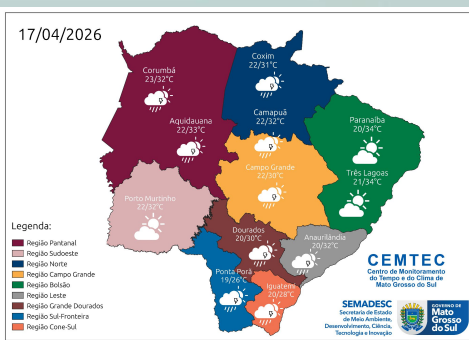 17/04/2026
Coxim
22/31°C
Corumbá
23/32°C
Camapuã
22/32°C
Aquidauana
22/33°C
Paranaíba
20/34°C
Campo Grande
22/30°C
Três Lagoas
21/34°C
Porto Murtinho
22/32°C
Dourados
20/30°C
Anaurilândia
20/32°C
Ponta Porã
19/26°C
Iguatemi
20/28°C
Legenda:
Região Pantanal
Região Sudoeste
Região Norte
Região Campo Grande
Região Bolsão
Região Leste
Região Grande Dourados
Região Sul-Fronteira
Região Cone-Sul
CEMTEC
Centro de Monitoramento
do Tempo e do Clima de
Mato Grosso do Sul
SEMADESC
Secretaria de Estado
de Meio Ambiente,
Desenvolvimento, Ciência,
Tecnologia e Inovação
GOVERNO DE
Mato
Grosso
do Sul